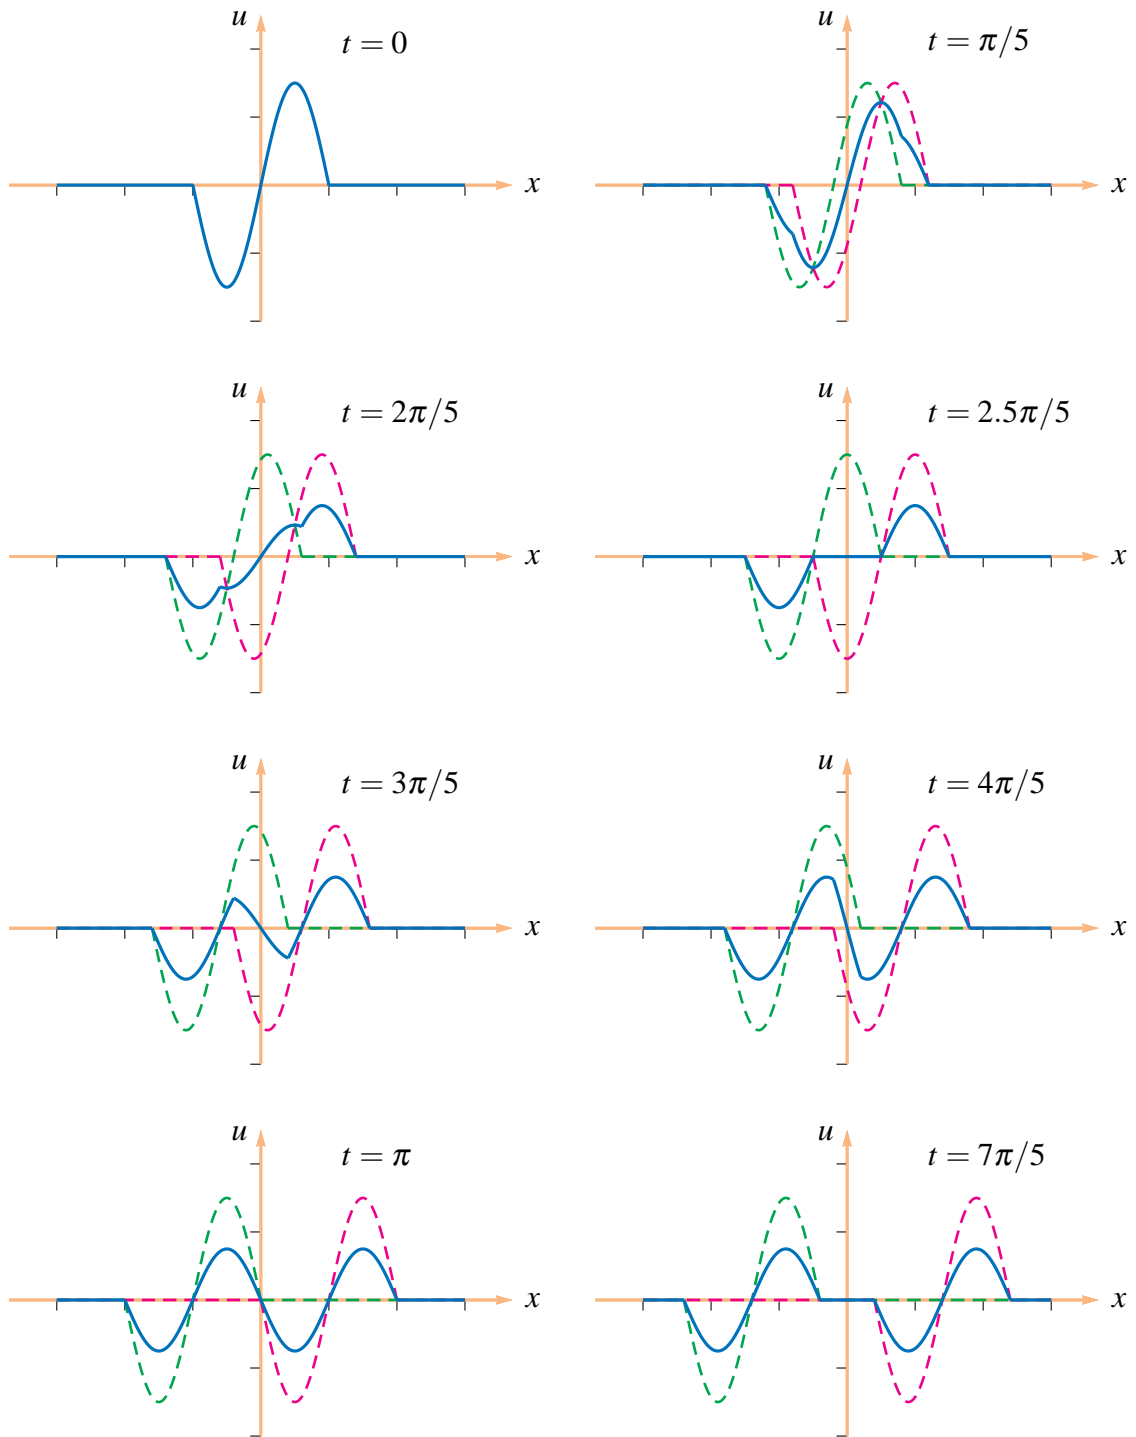 u
t = 0
x
u
t = π/5
x
u
t = 2π/5
x
u
t = 2.5π/5
x
u
t = 3π/5
x
u
t = 4π/5
x
u
t = π
x
u
t = 7π/5
x